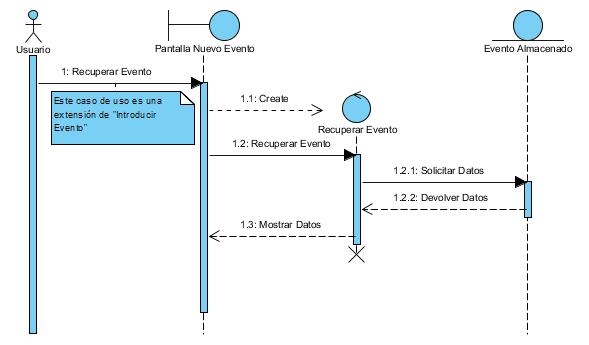 Usuario
Pantalla Nuevo Evento
Evento Almacenado
1: Recuperar Evento
Este caso de uso es una
extensión de "Introducir
Evento"
1.1: Create
Recuperar Evento
1.2: Recuperar Evento
1.2.1: Solicitar Datos
1.2.2: Devolver Datos
1.3: Mostrar Datos